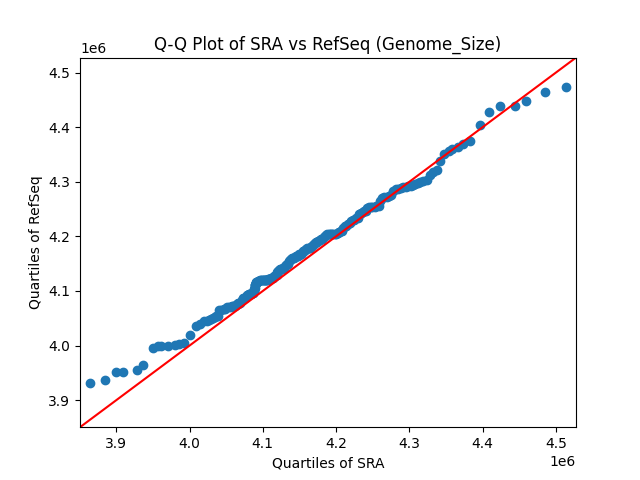 Q-Q Plot of SRA vs RefSeq (Genome_Size)
1e6
4.5
4.4
4.3
4.2
4.1
4.0
3.9
Quartiles of RefSeq
3.9 4.0 4.1 4.2 4.3 4.4 4.5
1e6
Quartiles of SRA